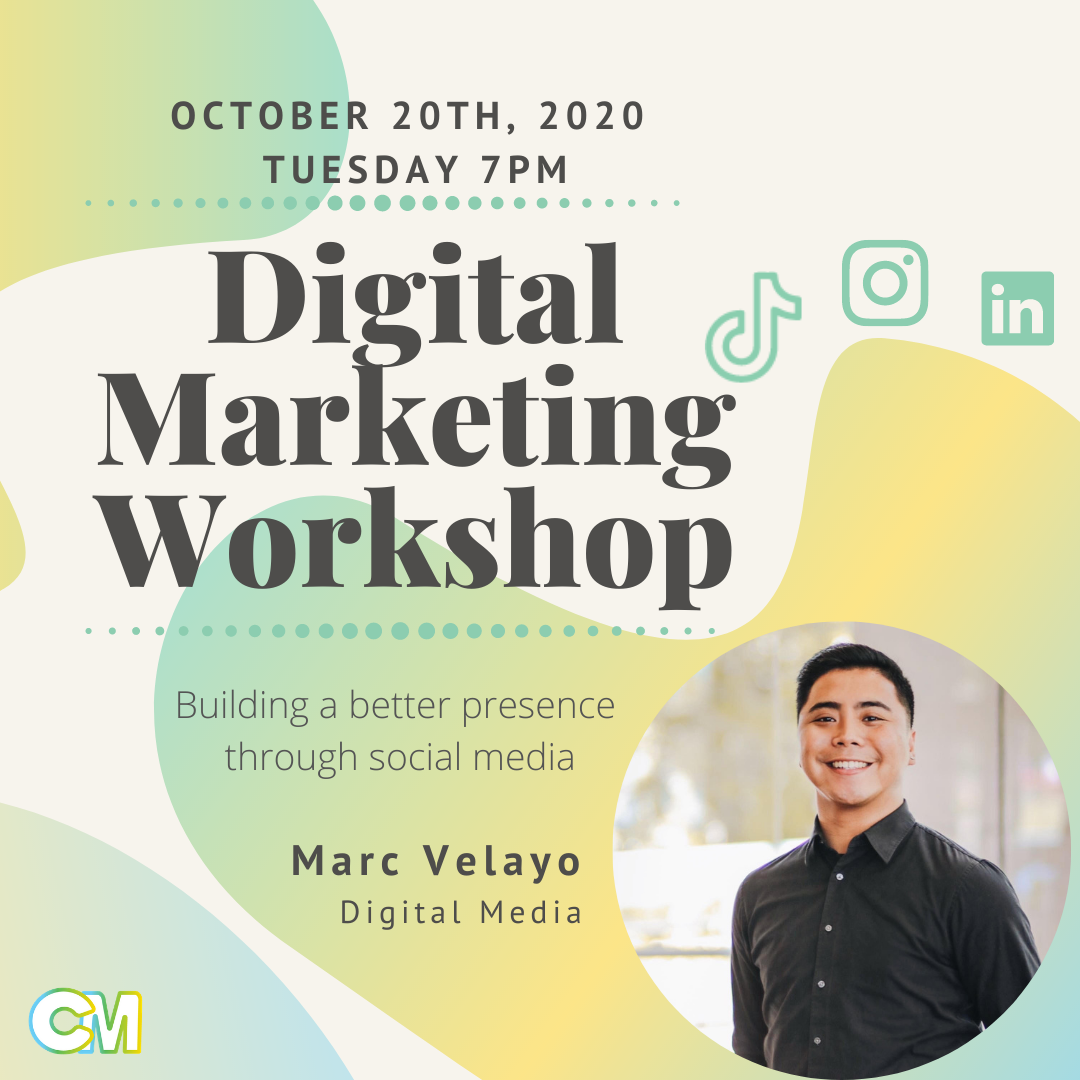 OCTOBER 20TH, 2020
TUESDAY 7PM
Digital
Marketing
Workshop
in
Building a better presence
through social media
Marc Velayo
Digital Media
CM